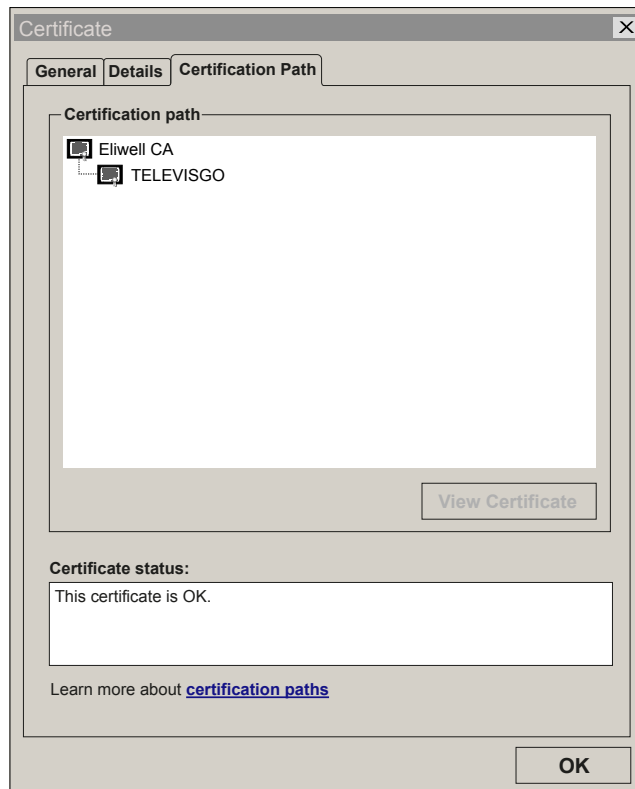 Certificate
General Details Certification Path
Certification path
Eliwell CA
TELEVISGO
View Certificate
Certificate status:
This certificate is OK.
Learn more about certification paths
OK